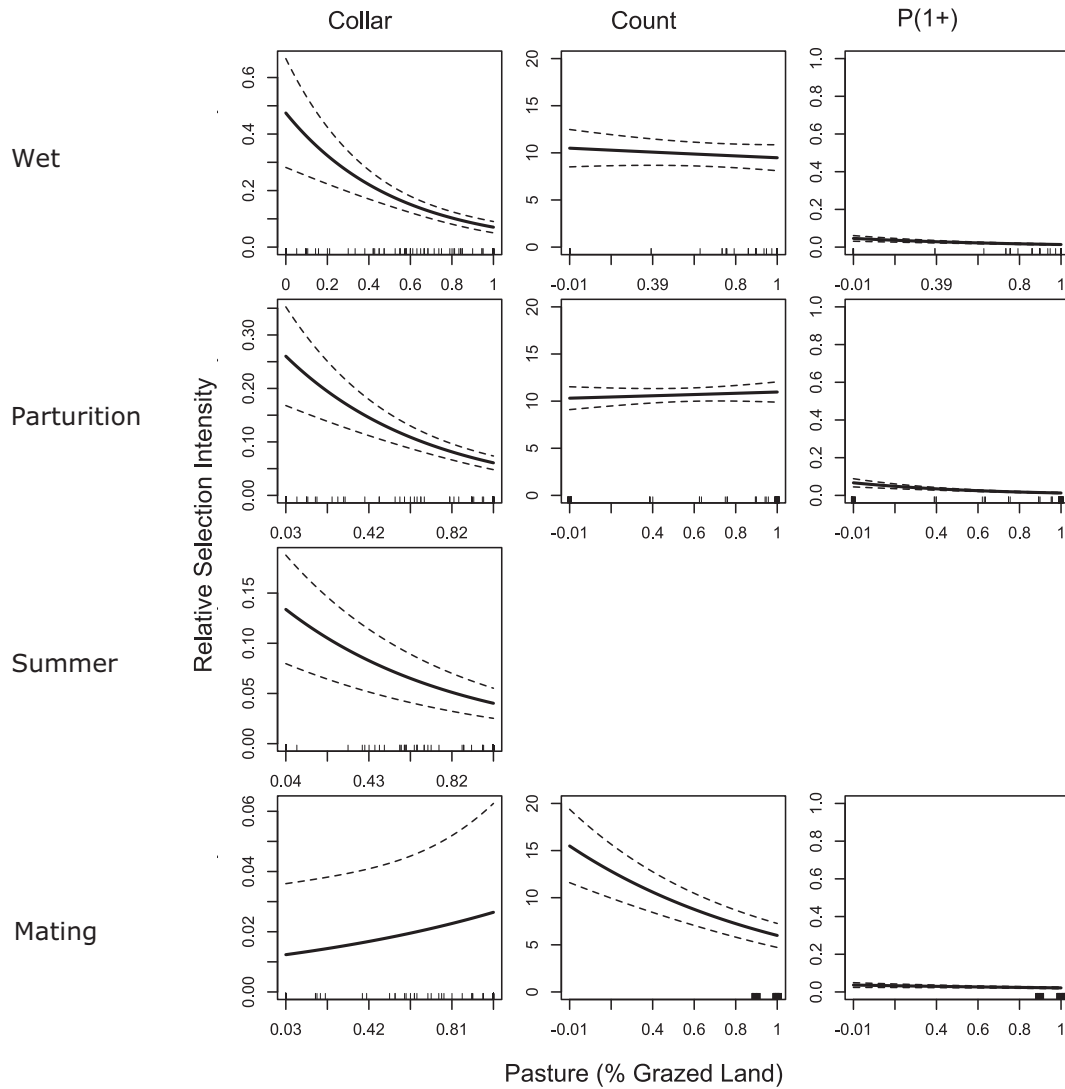 Collar Count P(1+)
Wet
0.0 0.2 0.4 0.6
0 5 10 15 20
0.0 0.2 0.4 0.6 0.8 1.0
0 0.2 0.4 0.6 0.8 1
-0.01 0.39 0.8 1
-0.01 0.39 0.8 1
Parturition
0.00 0.10 0.20 0.30
0 5 10 15 20
0.0 0.2 0.4 0.6 0.8 1.0
0.03 0.42 0.82
-0.01 0.4 0.8 1
-0.01 0.4 0.8 1
Relative Selection Intensity
Summer
0.00 0.05 0.10 0.15
0.04 0.43 0.82
Mating
0.00 0.02 0.04 0.06
0 5 10 15 20
0.0 0.2 0.4 0.6 0.8 1.0
0.03 0.42 0.81
-0.01 0.4 0.8 1
-0.01 0.4 0.8 1
Pasture (% Grazed Land)